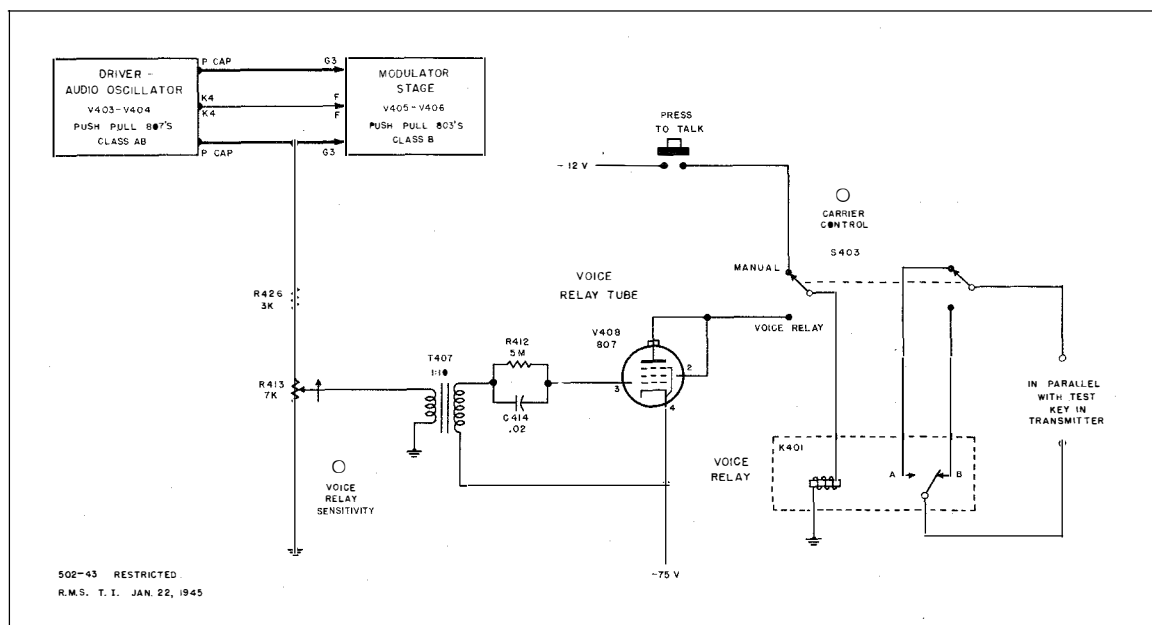 DRIVER -
AUDIO OSCILLATOR
V403-V404
PUSH PULL 807'S
CLASS AB
P CAP
K4
K4
P CAP
G3
F
F
G3
MODULATOR
STAGE
V405-V406
PUSH PULL 803'S
CLASS B
PRESS
TO TALK
-12 V
CARRIER
CONTROL
S403
MANUAL
VOICE RELAY
VOICE
RELAY TUBE
V408
807
2
3
4
R426
3K
R413
7K
T407
1:10
R412
5M
C414
.02
VOICE
RELAY
SENSITIVITY
VOICE
RELAY
K401
A
B
IN PARALLEL
WITH TEST
KEY IN
TRANSMITTER
-75 V
502-43 RESTRICTED
R.M.S. T. I. JAN. 22, 1945